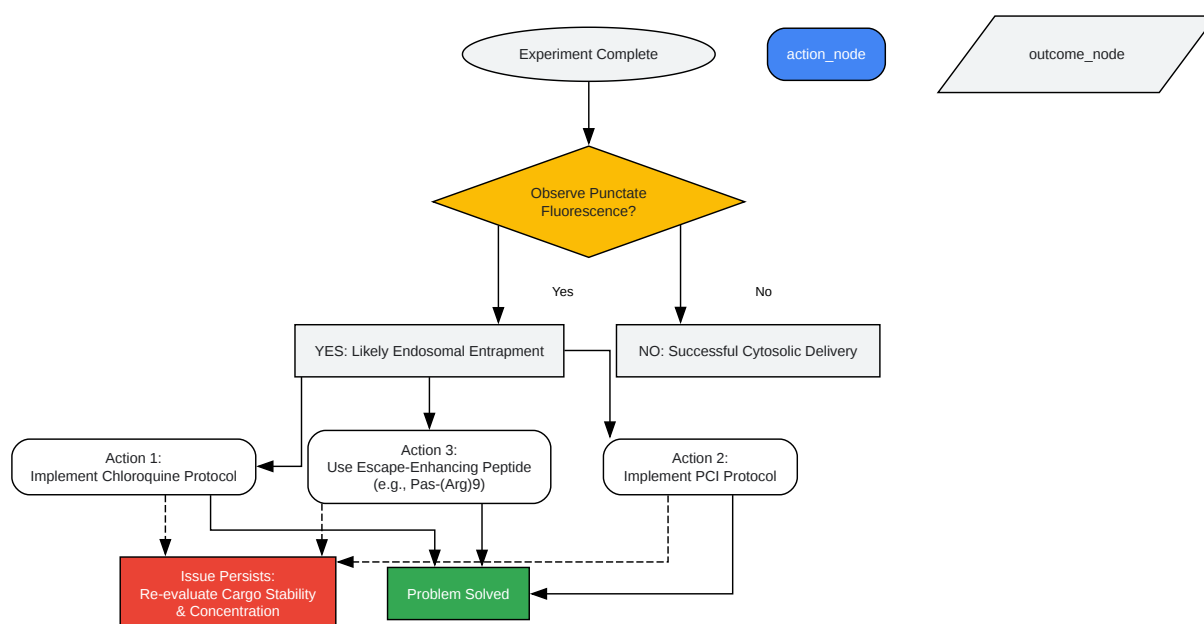 Experiment Complete
action_node
outcome_node
Observe Punctate
Fluorescence?
Yes
No
YES: Likely Endosomal Entrapment
NO: Successful Cytosolic Delivery
Action 1:
Implement Chloroquine Protocol
Action 3:
Use Escape-Enhancing Peptide
(e.g., Pas-(Arg)9)
Action 2:
Implement PCI Protocol
Issue Persists:
Re-evaluate Cargo Stability
& Concentration
Problem Solved